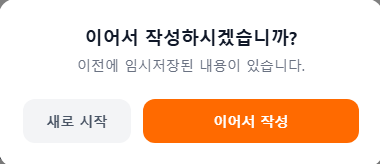 이어서 작성하시겠습니까?
이전에 임시저장된 내용이 있습니다.
새로 시작
이어서 작성